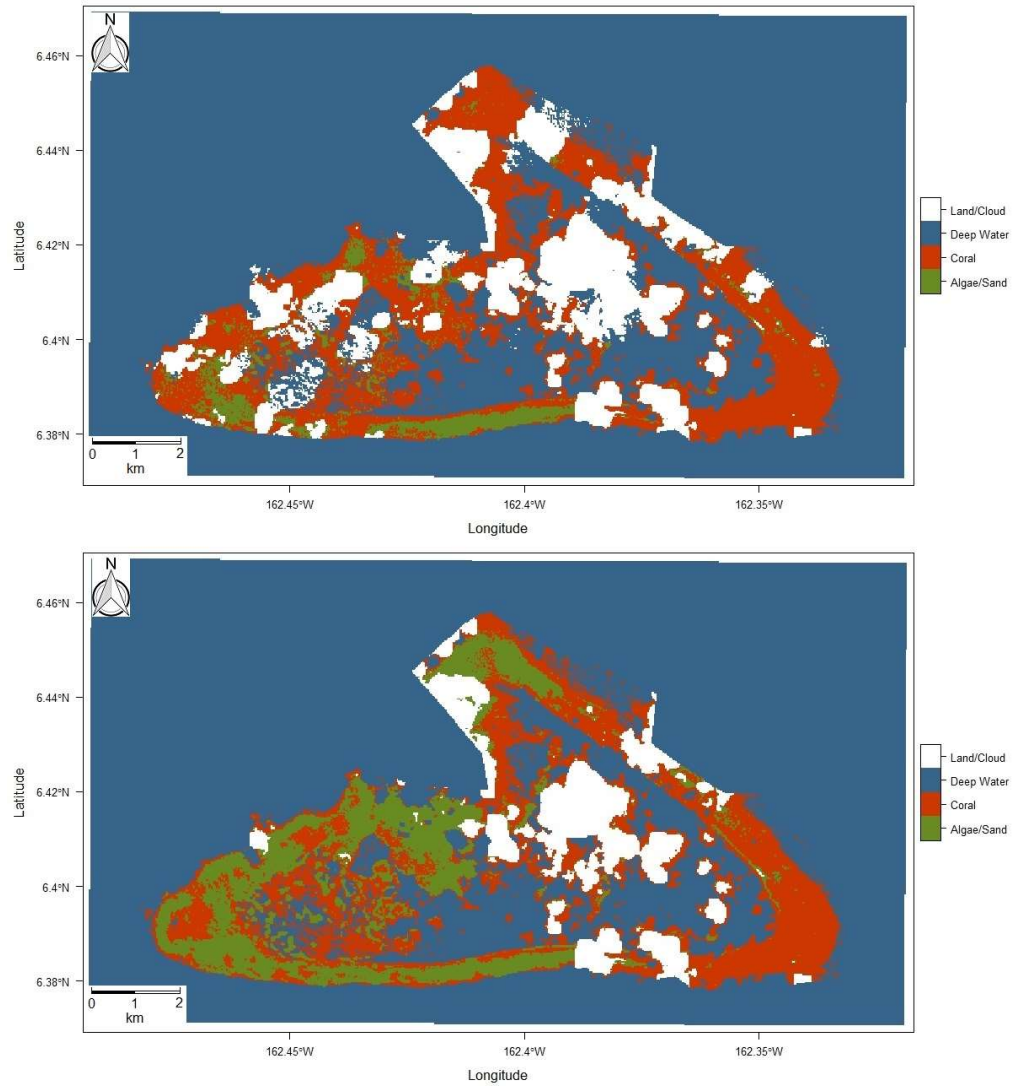 N
6.46°N
6.44°N
6.42°N
6.4°N
6.38°N
Latitude
0 1 2
km
162.45°W 162.4°W 162.35°W
Longitude
Land/Cloud
Deep Water
Coral
Algae/Sand
N
6.46°N
6.44°N
6.42°N
6.4°N
6.38°N
Latitude
0 1 2
km
162.45°W 162.4°W 162.35°W
Longitude
Land/Cloud
Deep Water
Coral
Algae/Sand